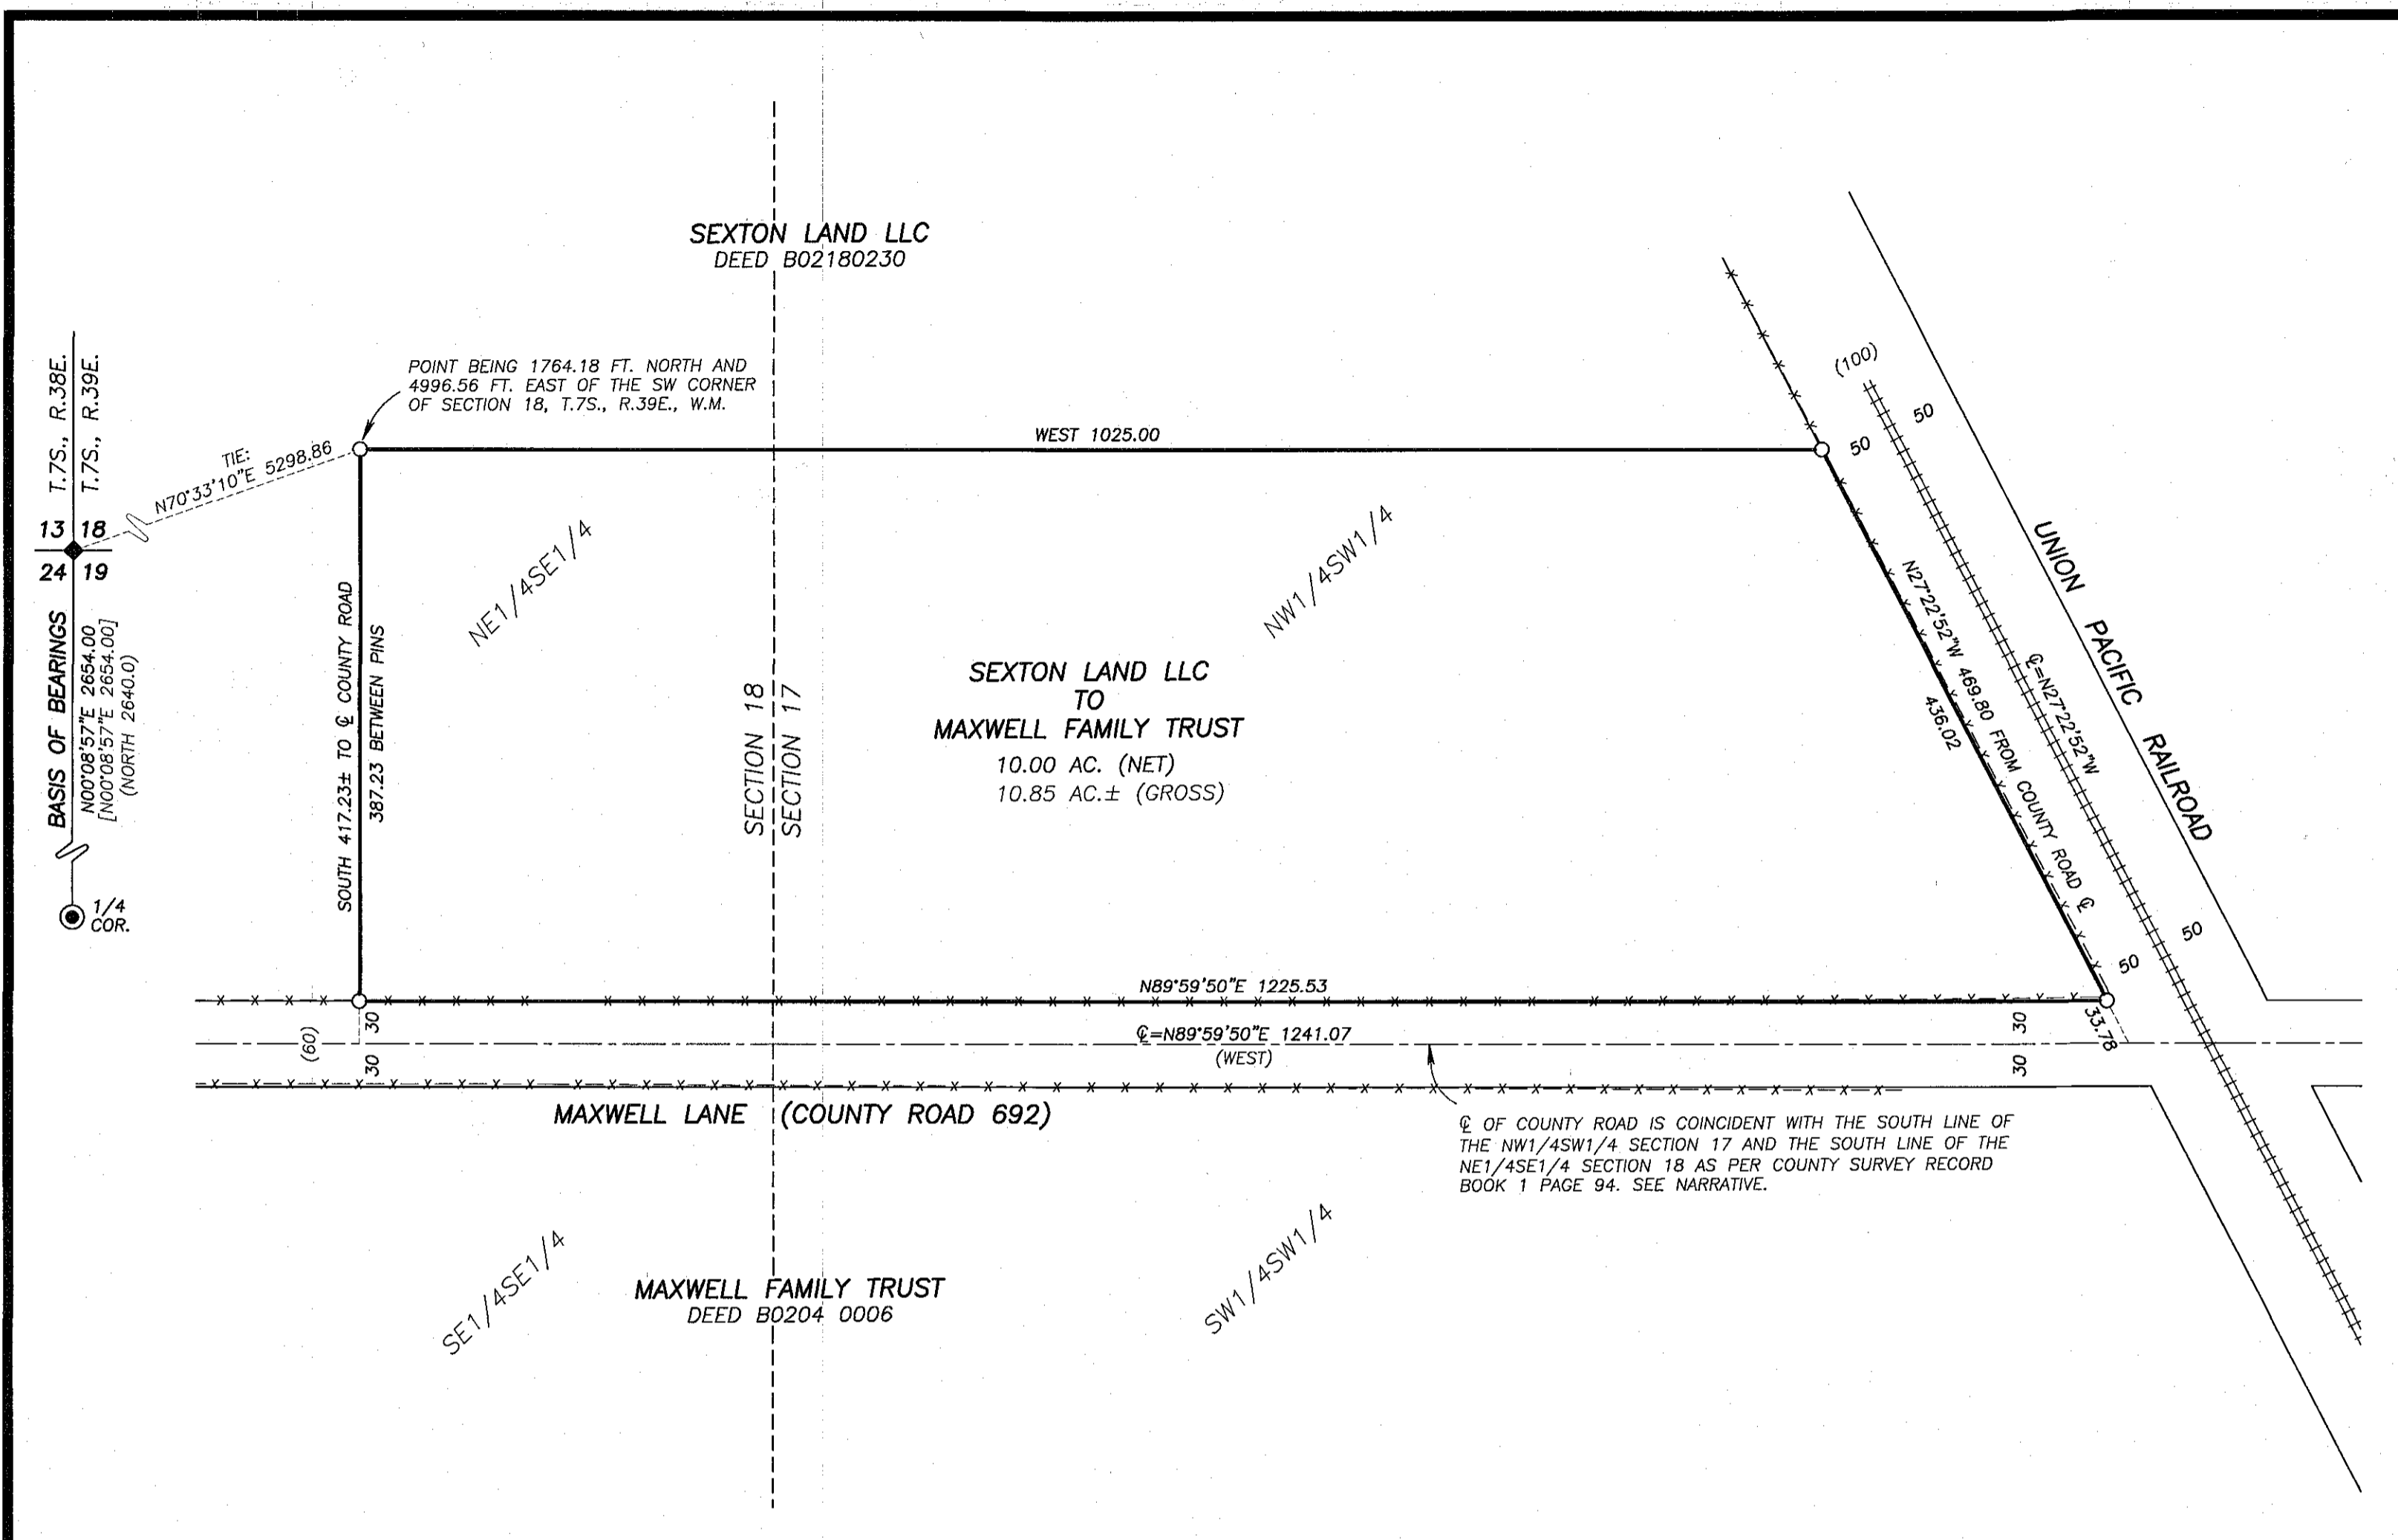 SEXTON LAND LLC
DEED B02180230
T.7S., R.38E.
T.7S., R.39E.
13 18
24 19
BASIS OF BEARINGS
N00°08'57"E 2654.00
[N00°08'57"E 2654.00]
(NORTH 2640.0)
1/4
COR.
TIE:
N70°33'10"E 5298.86
POINT BEING 1764.18 FT. NORTH AND
4996.56 FT. EAST OF THE SW CORNER
OF SECTION 18, T.7S., R.39E., W.M.
WEST 1025.00
(100)
50
50
UNION PACIFIC RAILROAD
℄=N27°22'52"W
N27°22'52"W 469.80 FROM COUNTY ROAD ℄
436.02
50
50
33.78
SOUTH 417.23± TO ℄ COUNTY ROAD
387.23 BETWEEN PINS
NE1/4SE1/4
NW1/4SW1/4
SECTION 18
SECTION 17
SEXTON LAND LLC
TO
MAXWELL FAMILY TRUST
10.00 AC. (NET)
10.85 AC.± (GROSS)
N89°59'50"E 1225.53
(60)
30
30
℄=N89°59'50"E 1241.07
(WEST)
30
30
MAXWELL LANE (COUNTY ROAD 692)
℄ OF COUNTY ROAD IS COINCIDENT WITH THE SOUTH LINE OF
THE NW1/4SW1/4 SECTION 17 AND THE SOUTH LINE OF THE
NE1/4SE1/4 SECTION 18 AS PER COUNTY SURVEY RECORD
BOOK 1 PAGE 94. SEE NARRATIVE.
SE1/4SE1/4
MAXWELL FAMILY TRUST
DEED B0204 0006
SW1/4SW1/4